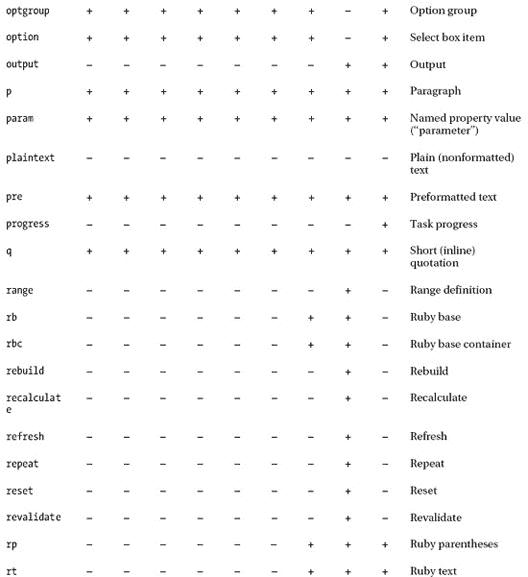 optgroup + + + + + + + – + Option group
option + + + + + + + – + Select box item
output – – – – – – – + + Output
p + + + + + + + + + Paragraph
param + + + + + + + + + Named property value
(“parameter”)
plaintext – – – – – – – – – Plain (nonformatted)
text
pre + + + + + + + + + Preformatted text
progress – – – – – – – – + Task progress
q + + + + + + + + + Short (inline)
quotation
range – – – – – – – + – Range definition
rb – – – – – – + + – Ruby base
rbc – – – – – – + + – Ruby base container
rebuild – – – – – – – + – Rebuild
recalculat – – – – – – – + – Recalculate
e
refresh – – – – – – – + – Refresh
repeat – – – – – – – + – Repeat
reset – – – – – – – + – Reset
revalidate – – – – – – – + – Revalidate
rp – – – – – – + + + Ruby parentheses
rt – – – – – – + + + Ruby text